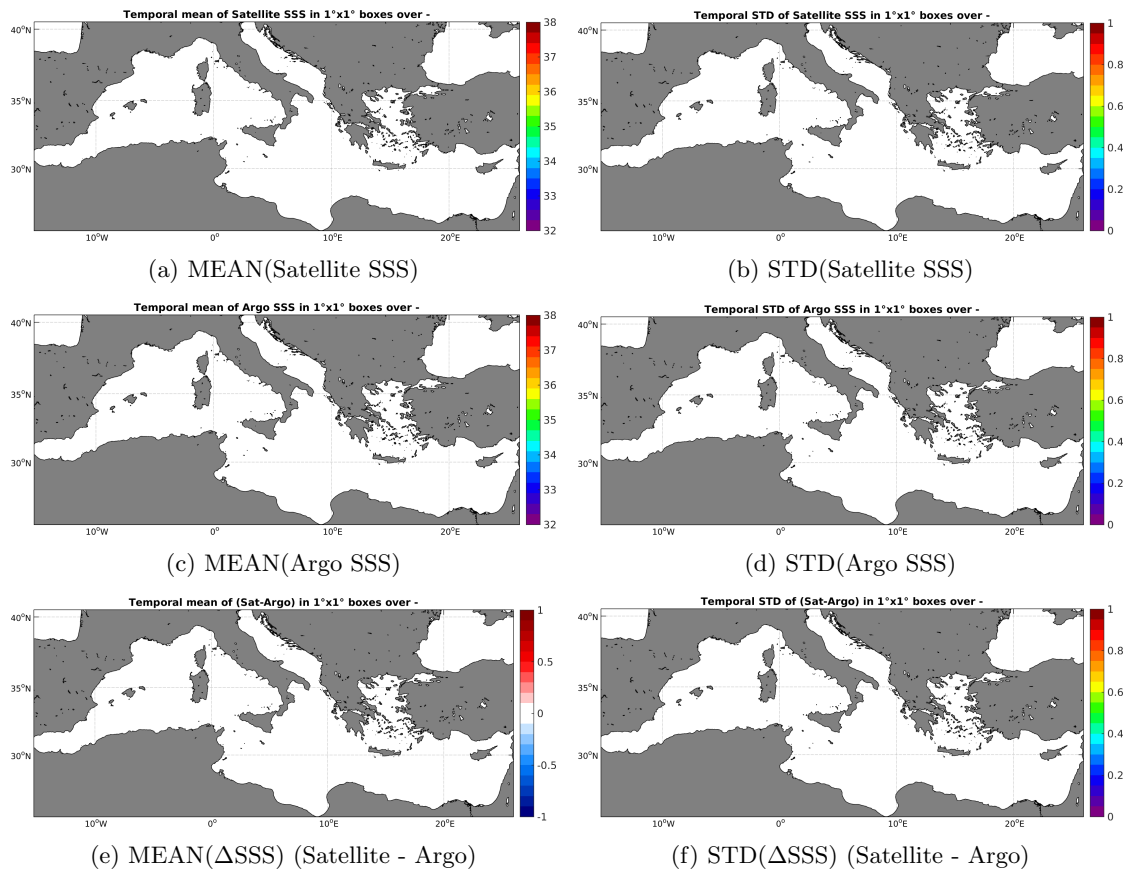 Temporal mean of Satellite SSS in 1°x1° boxes over -
40°N
35°N
30°N
10°W
0°
10°E
20°E
38
37
36
35
34
33
32
(a) MEAN(Satellite SSS)
Temporal STD of Satellite SSS in 1°x1° boxes over -
40°N
35°N
30°N
10°W
0°
10°E
20°E
1
0.8
0.6
0.4
0.2
0
(b) STD(Satellite SSS)
Temporal mean of Argo SSS in 1°x1° boxes over -
40°N
35°N
30°N
10°W
0°
10°E
20°E
38
37
36
35
34
33
32
(c) MEAN(Argo SSS)
Temporal STD of Argo SSS in 1°x1° boxes over -
40°N
35°N
30°N
10°W
0°
10°E
20°E
1
0.8
0.6
0.4
0.2
0
(d) STD(Argo SSS)
Temporal mean of (Sat-Argo) in 1°x1° boxes over -
40°N
35°N
30°N
10°W
0°
10°E
20°E
1
0.5
0
-0.5
-1
(e) MEAN(ΔSSS) (Satellite - Argo)
Temporal STD of (Sat-Argo) in 1°x1° boxes over -
40°N
35°N
30°N
10°W
0°
10°E
20°E
1
0.8
0.6
0.4
0.2
0
(f) STD(ΔSSS) (Satellite - Argo)